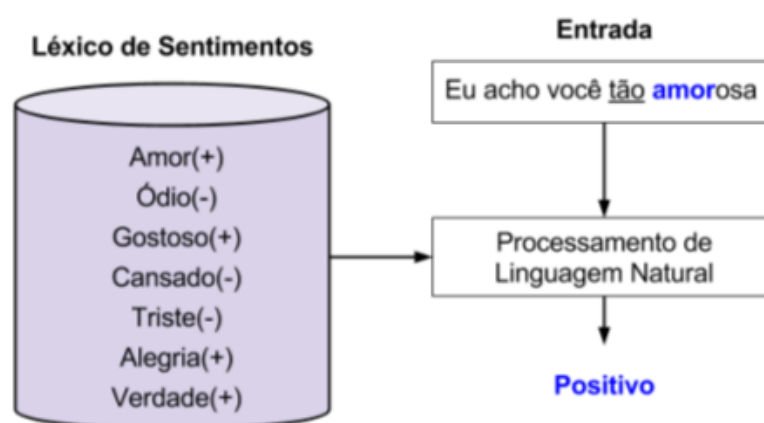 Léxico de Sentimentos
Amor(+)
Ódio(-)
Gostoso(+)
Cansado(-)
Triste(-)
Alegria(+)
Verdade(+)
Entrada
Eu acho você tão amorosa
Processamento de
Linguagem Natural
Positivo